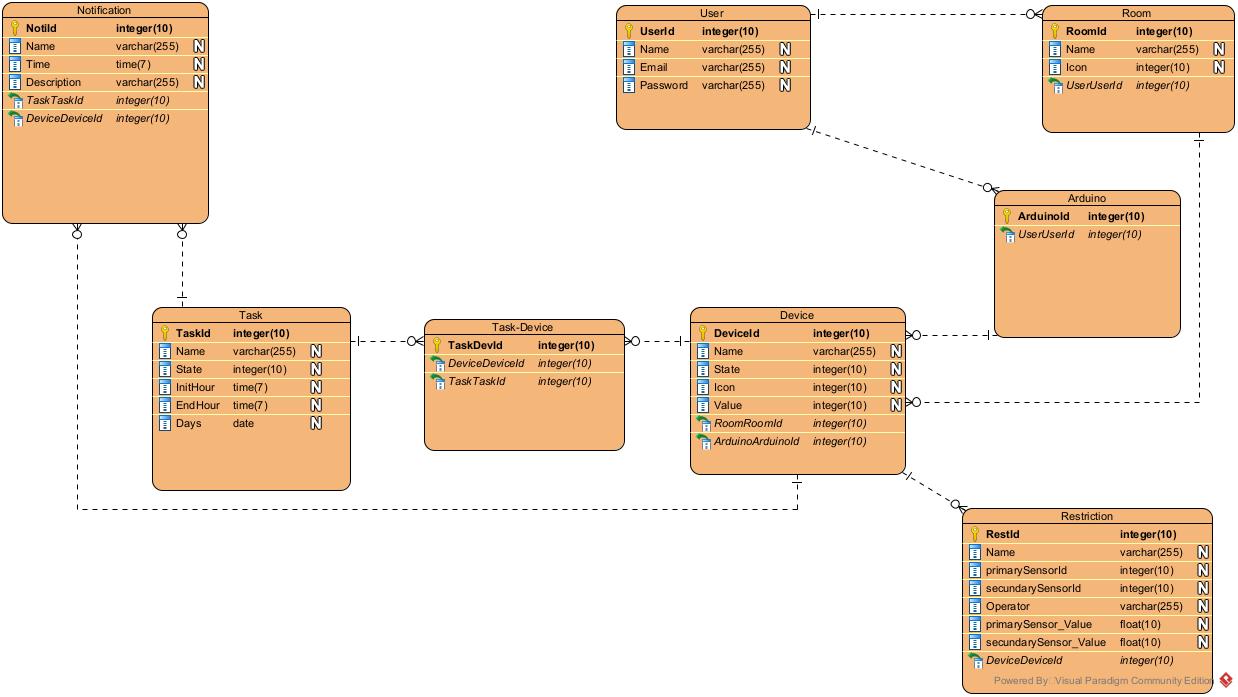 Notification
NotiId integer(10)
Name varchar(255) N
Time time(7) N
Description varchar(255) N
TaskTaskId integer(10)
DeviceDeviceId integer(10)
User
UserId integer(10)
Name varchar(255) N
Email varchar(255) N
Password varchar(255) N
Room
RoomId integer(10)
Name varchar(255) N
Icon integer(10) N
UserUserId integer(10)
Arduino
ArduinoId integer(10)
UserUserId integer(10)
Task
TaskId integer(10)
Name varchar(255) N
State integer(10) N
InitHour time(7) N
EndHour time(7) N
Days date N
Task-Device
TaskDevId integer(10)
DeviceDeviceId integer(10)
TaskTaskId integer(10)
Device
DeviceId integer(10)
Name varchar(255) N
State integer(10) N
Icon integer(10) N
Value integer(10) N
RoomRoomId integer(10)
ArduinoArduinoId integer(10)
Restriction
RestId integer(10)
Name varchar(255) N
primarySensorId integer(10) N
secundarySensorId integer(10) N
Operator varchar(255) N
primarySensor_Value float(10) N
secundarySensor_Value float(10) N
DeviceDeviceId integer(10)
Powered By Visual Paradigm Community Edition